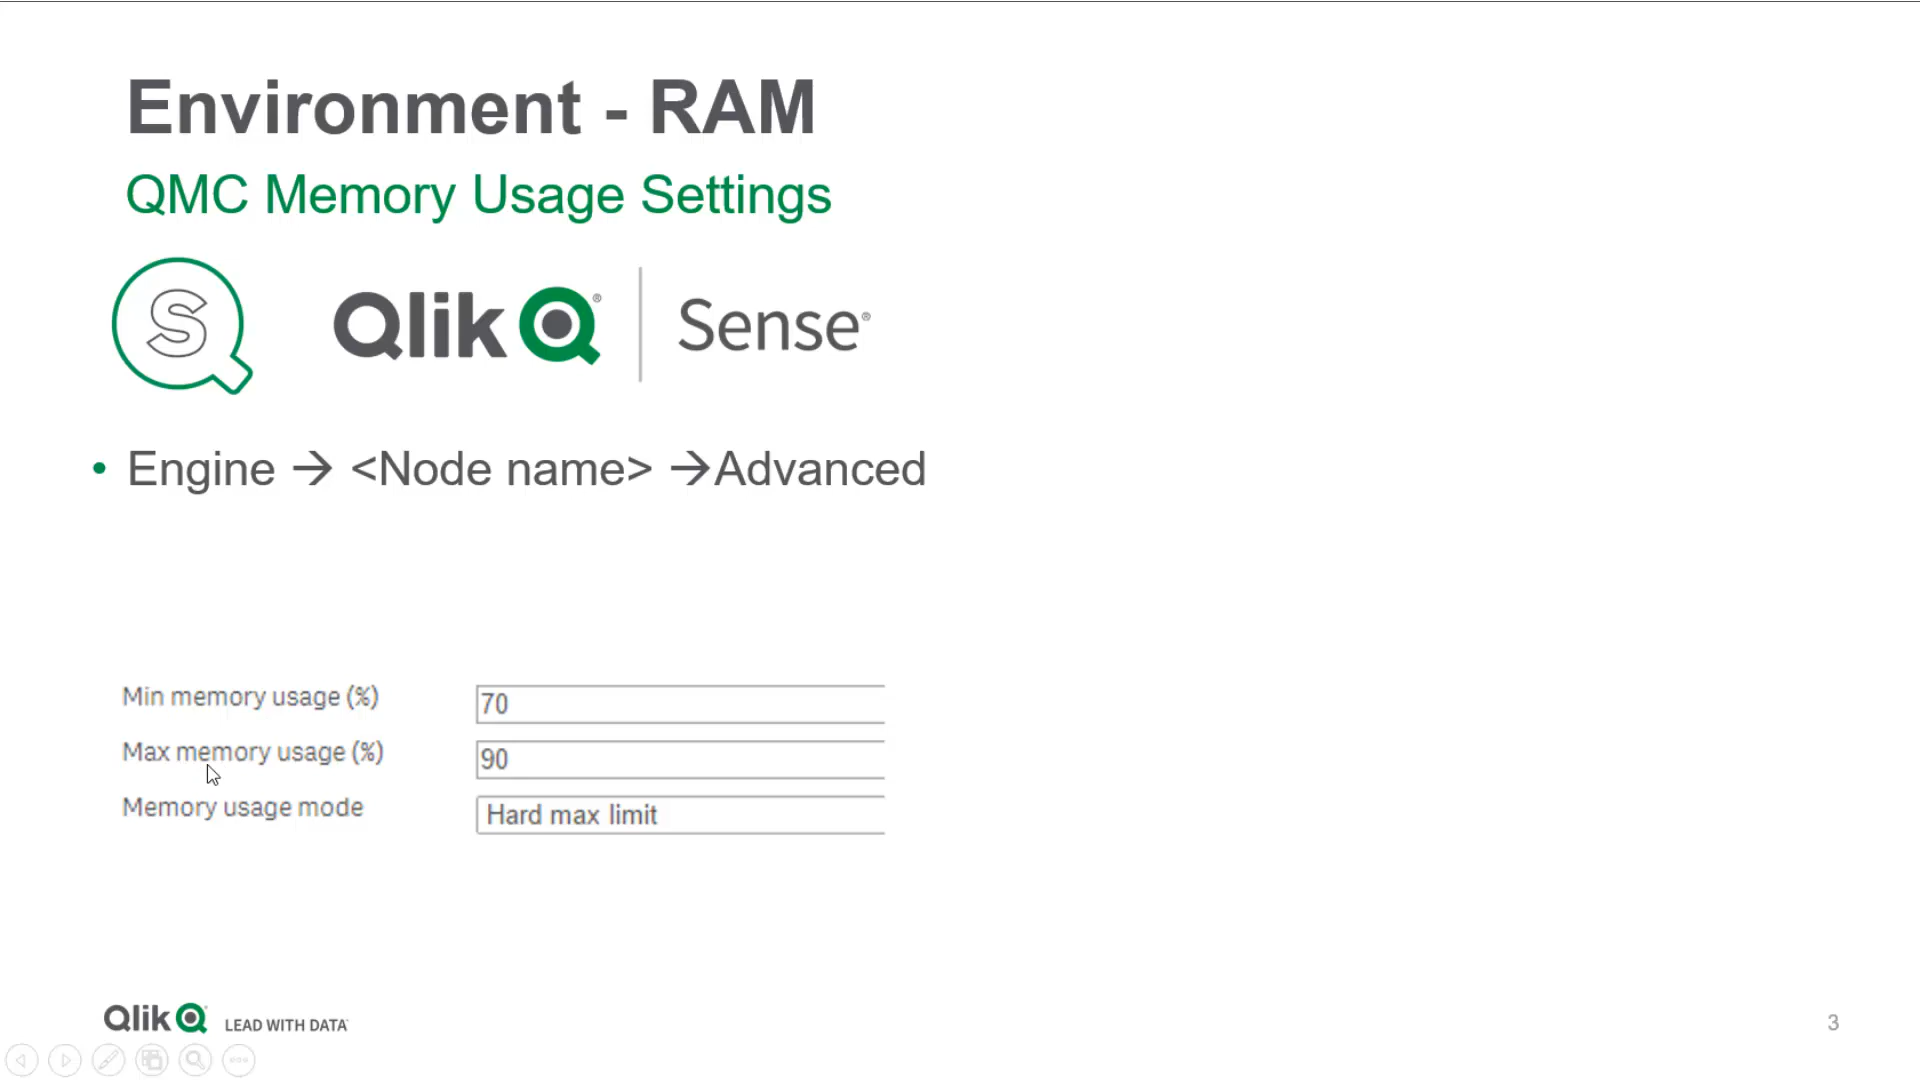 Environment - RAM
QMC Memory Usage Settings
S Qlik® Sense®
• Engine → <Node name> →Advanced
Min memory usage (%) 70
Max memory usage (%) 90
Memory usage mode Hard max limit
Qlik LEAD WITH DATA
3